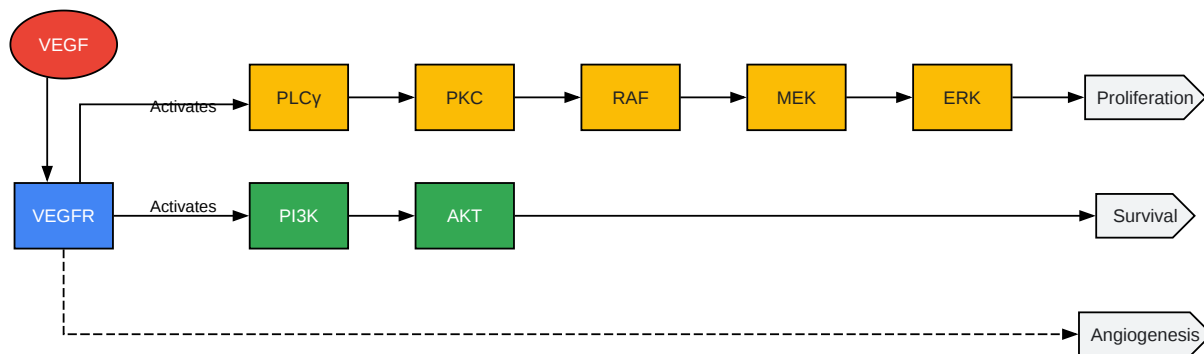 VEGF
Activates
PLCγ
PKC
RAF
MEK
ERK
Proliferation
VEGFR
Activates
PI3K
AKT
Survival
Angiogenesis